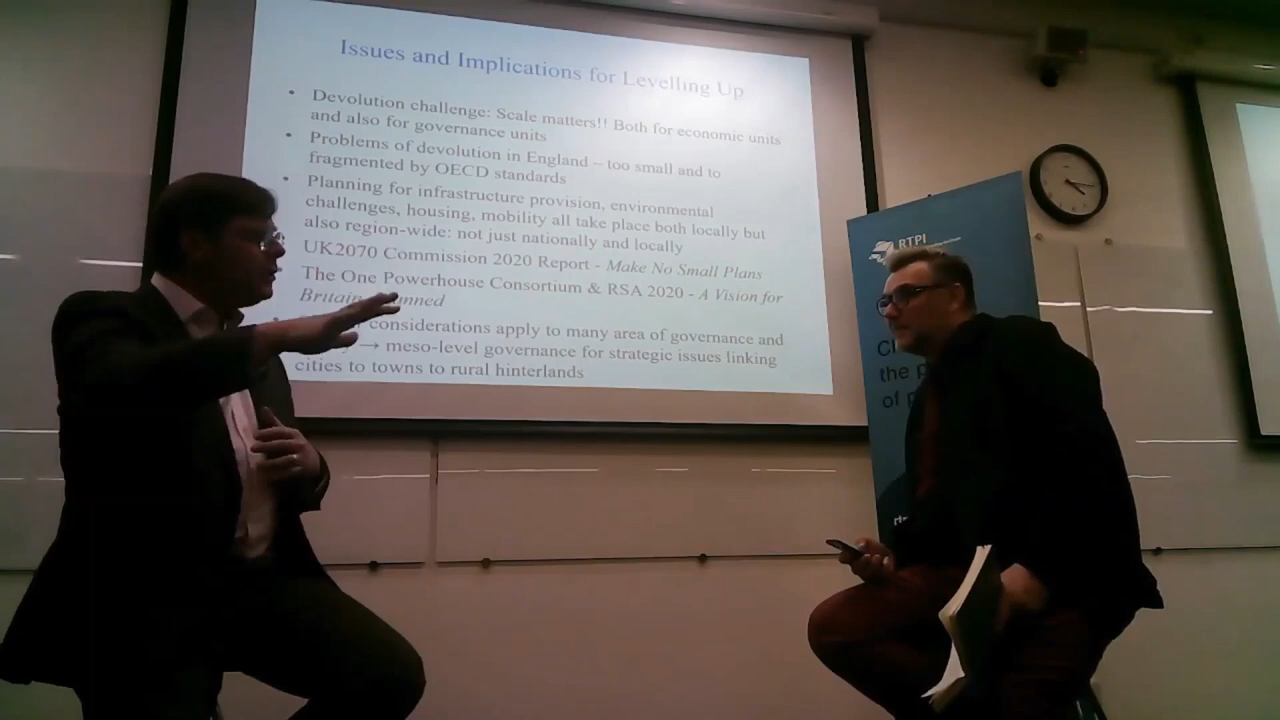 Issues and Implications for Levelling Up
• Devolution challenge: Scale matters!! Both for economic units
and also for governance units
• Problems of devolution in England – too small and to
fragmented by OECD standards
• Planning for infrastructure provision, environmental
challenges, housing, mobility all take place both locally but
also region-wide: not just nationally and locally
UK2070 Commission 2020 Report - Make No Small Plans
The One Powerhouse Consortium & RSA 2020 - A Vision for
Britain
considerations apply to many area of governance and
→ meso-level governance for strategic issues linking
cities to towns to rural hinterlands
RTPI
the
of